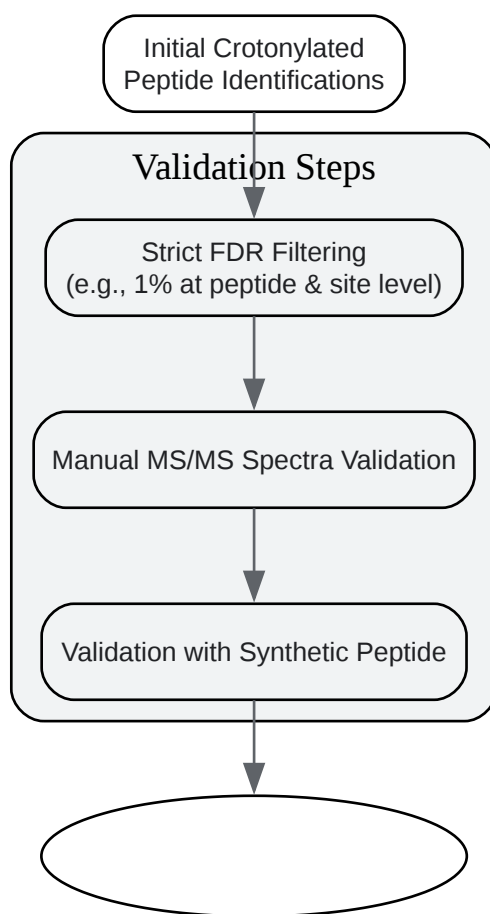 Initial Crotonylated
Peptide Identifications
Validation Steps
Strict FDR Filtering
(e.g., 1% at peptide & site level)
Manual MS/MS Spectra Validation
Validation with Synthetic Peptide